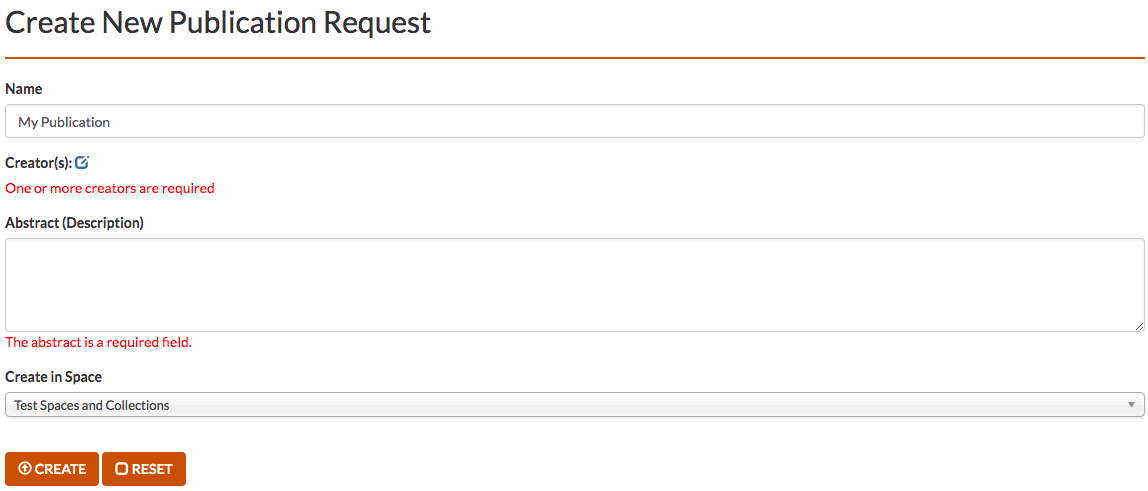 Create New Publication Request
Name
My Publication
Creator(s):
One or more creators are required
Abstract (Description)
The abstract is a required field.
Create in Space
Test Spaces and Collections
CREATE RESET